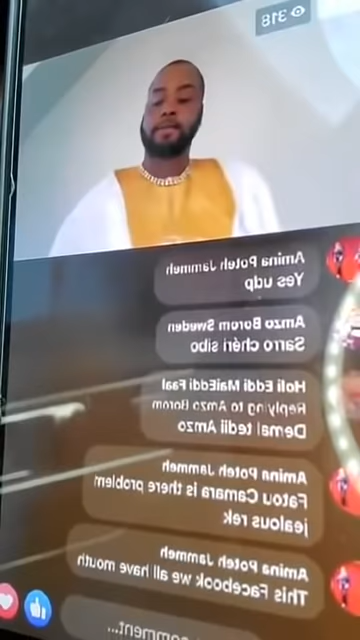 318
Amina Poteh Jammeh
Yes udp
Amzo Borom Sweden
Sarro chéri sibo
Holi Eddi MaiEddi Faal
Replying to Amzo Borom
Demal tedii Amzo
Amina Poteh Jammeh
Fatou Camara is there problem
jealous rek
Amina Poteh Jammeh
This Facebook we all have mouth
comment...